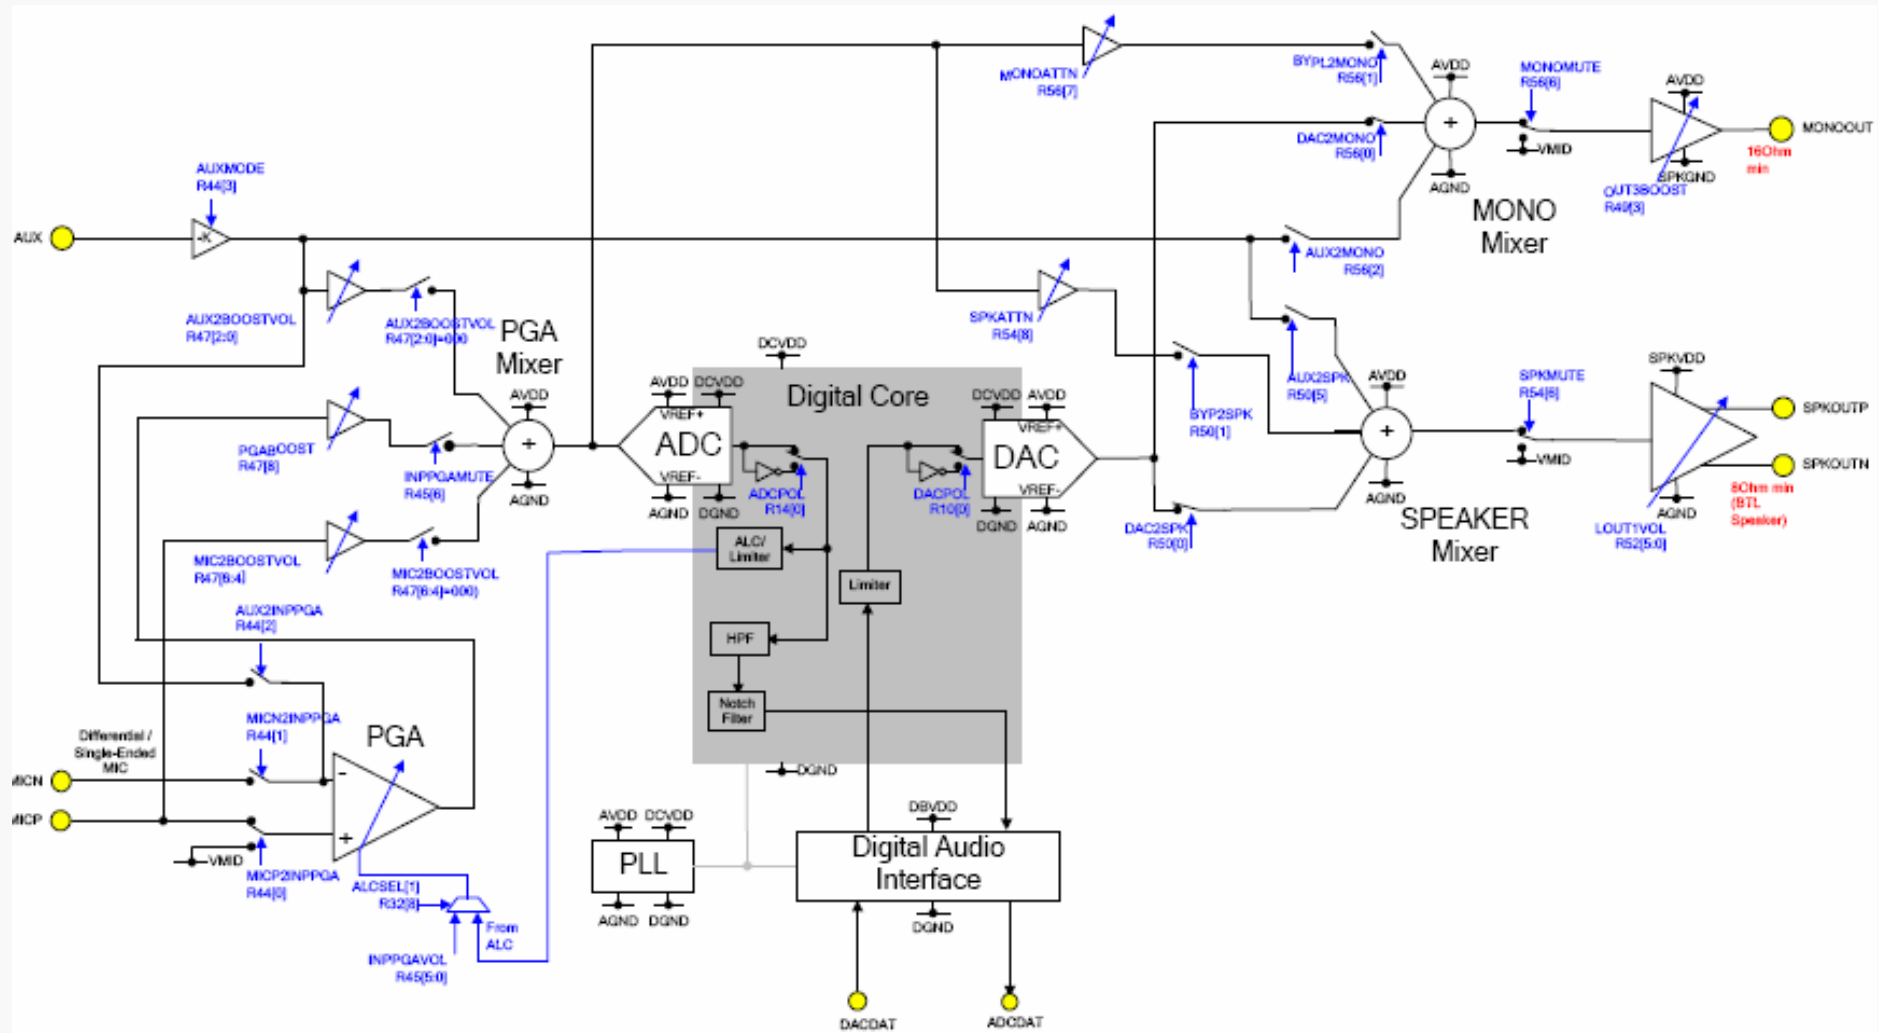 MONOATTN
R56[7]
BYPL2MONO
R56[1]
AVDD
MONOMUTE
R56[6]
AVDD
MONOOUT
16Ohm
min
DAC2MONO
R56[0]
VMID
AGND
SPKGND
OUT3BOOST
R49[3]
MONO
Mixer
AUXMODE
R44[3]
AUX
-K
AUX2MONO
R56[2]
AUX2BOOSTVOL
R47[2:0]
AUX2BOOSTVOL
R47[2:0]=000
PGA
Mixer
SPKATTN
R54[8]
DCVDD
AUX2SPK
R50[5]
BYP2SPK
R50[1]
AVDD
SPKMUTE
R54[6]
SPKVDD
SPKOUTP
SPKOUTN
8Ohm min
(BTL
Speaker)
VMID
AGND
AGND
LOUT1VOL
R52[5:0]
SPEAKER
Mixer
AVDD
AVDD
DCVDD
VREF+
ADC
VREF-
AGND
DGND
AGND
Digital Core
DCVDD
AVDD
VREF+
DAC
VREF-
DGND
AGND
PGABOOST
R47[8]
INPPGAMUTE
R45[6]
ADCPOL
R14[0]
DACPOL
R10[0]
DAC2SPK
R50[0]
MIC2BOOSTVOL
R47[6:4]
MIC2BOOSTVOL
R47[6:4]=000)
ALC/
Limiter
Limiter
HPF
Notch
Filter
DGND
AUX2INPPGA
R44[2]
MICN2INPPGA
R44[1]
Differential /
Single-Ended
MIC
PGA
MICN
-
MICP
+
VMID
MICP2INPPGA
R44[0]
ALCSEL[1]
R32[8]
From
ALC
INPPGAVOL
R45[5:0]
AVDD
DCVDD
PLL
AGND
DGND
DBVDD
Digital Audio
Interface
DGND
DACDAT
ADCDAT